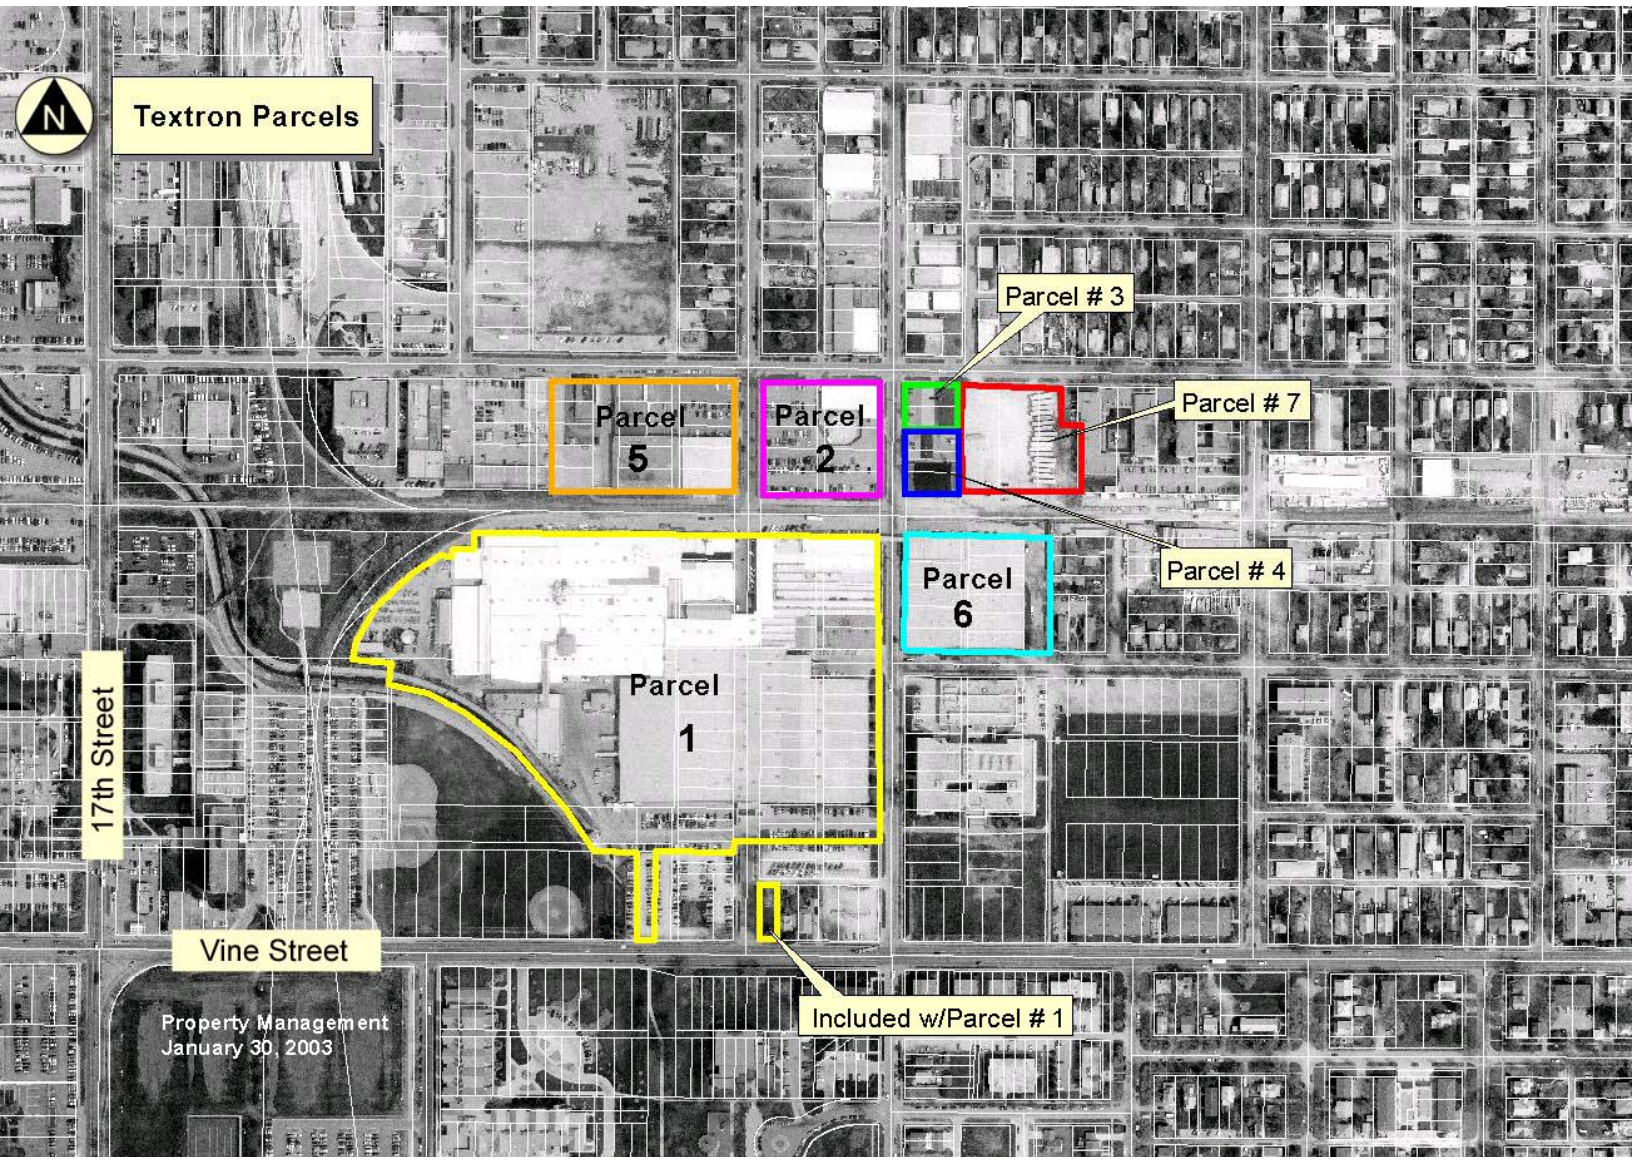 N
Textron Parcels
Parcel # 3
Parcel # 7
Parcel
5
Parcel
2
Parcel # 4
Parcel
6
Parcel
1
17th Street
Vine Street
Included w/Parcel # 1
Property Management
January 30, 2003